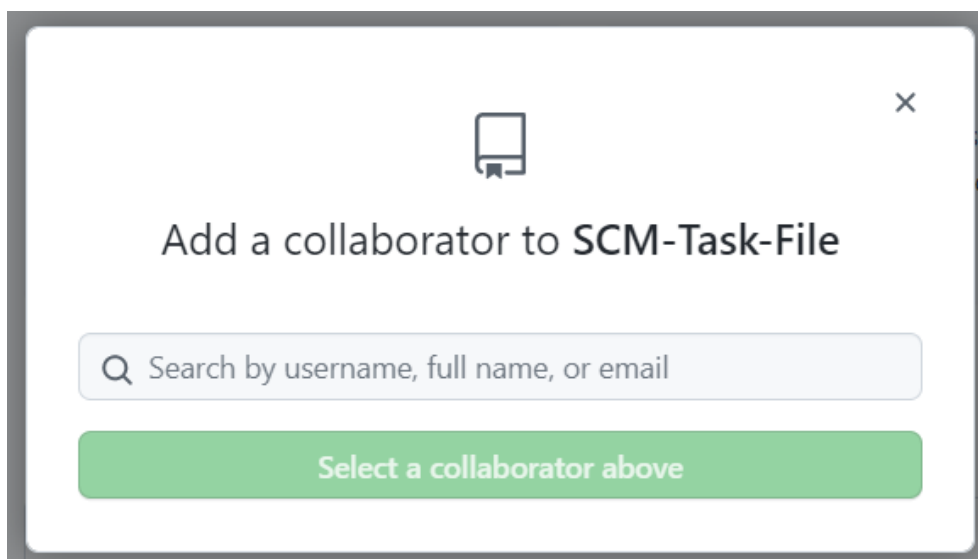 Add a collaborator to SCM-Task-File
Search by username, full name, or email
Select a collaborator above